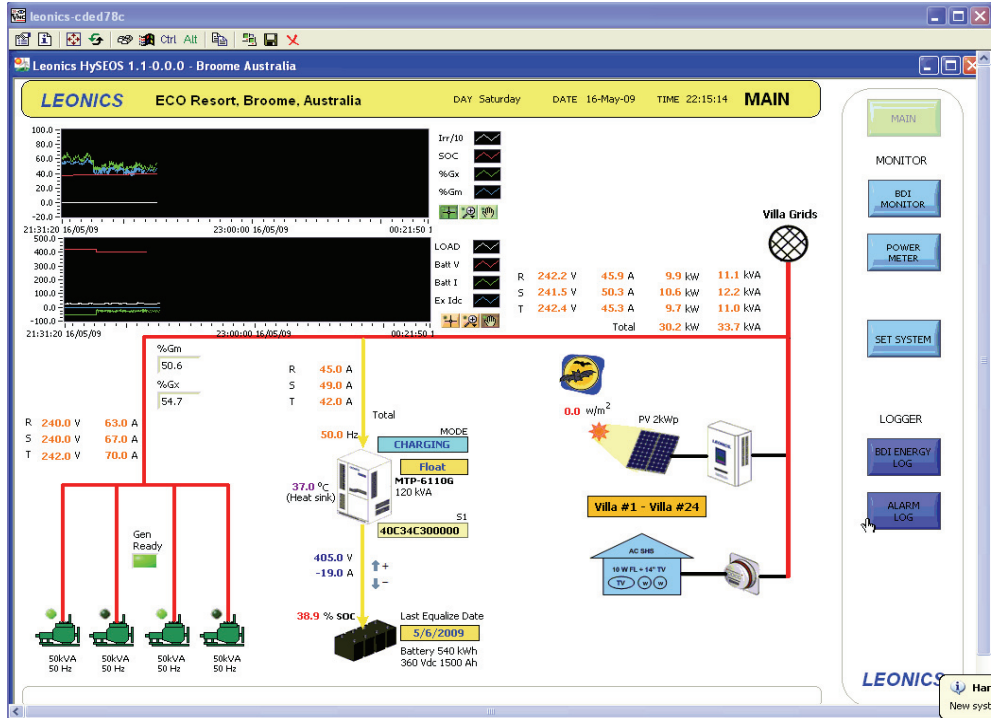 leonics-cded78c
Ctrl Alt
Leonics HySEOS 1.1-0.0.0 - Broome Australia
LEONICS ECO Resort, Broome, Australia DAY Saturday DATE 16-May-09 TIME 22:15:14 MAIN
100.0
80.0
60.0
40.0
20.0
0.0
-20.0
21:31:20 16/05/09 23:00:00 16/05/09 00:21:50 1
Irr/10
SOC
%Gx
%Gm
500.0
400.0
300.0
200.0
100.0
0.0
-100.0
21:31:20 16/05/09 23:00:00 16/05/09 00:21:50 1
LOAD
Batt V
Batt I
Ex Idc
Villa Grids
R 242.2 V 45.9 A 9.9 kW 11.1 kVA
S 241.5 V 50.3 A 10.6 kW 12.2 kVA
T 242.4 V 45.3 A 9.7 kW 11.0 kVA
Total 30.2 kW 33.7 kVA
%Gm
50.6
%Gx
54.7
R 240.0 V 63.0 A
S 240.0 V 67.0 A
T 242.0 V 70.0 A
R 45.0 A
S 49.0 A
T 42.0 A
Total
50.0 Hz
MODE
CHARGING
Float
MTP-6110G
120 kVA
37.0 °C
(Heat sink)
S1
40C34C300000
405.0 V
-19.0 A
+
−
38.9 % SOC
Last Equalize Date
5/6/2009
Battery 540 kWh
360 Vdc 1500 Ah
Gen
Ready
50kVA
50 Hz
50kVA
50 Hz
50kVA
50 Hz
50kVA
50 Hz
0.0 w/m2
PV 2kWp
LEONICS
Villa #1 - Villa #24
AC SHS
10 W FL + 14" TV
TV W W
MAIN
MONITOR
BDI
MONITOR
POWER
METER
SET SYSTEM
LOGGER
BDI ENERGY
LOG
ALARM
LOG
LEONICS
Har
New syst